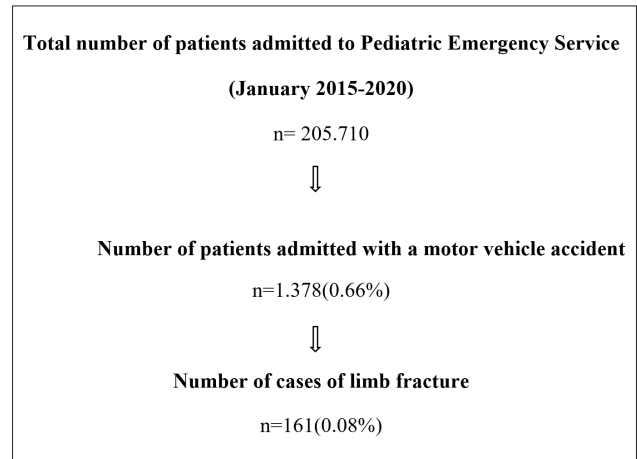 Total number of patients admitted to Pediatric Emergency Service
(January 2015-2020)
n= 205.710
⇩
Number of patients admitted with a motor vehicle accident
n=1.378(0.66%)
⇩
Number of cases of limb fracture
n=161(0.08%)